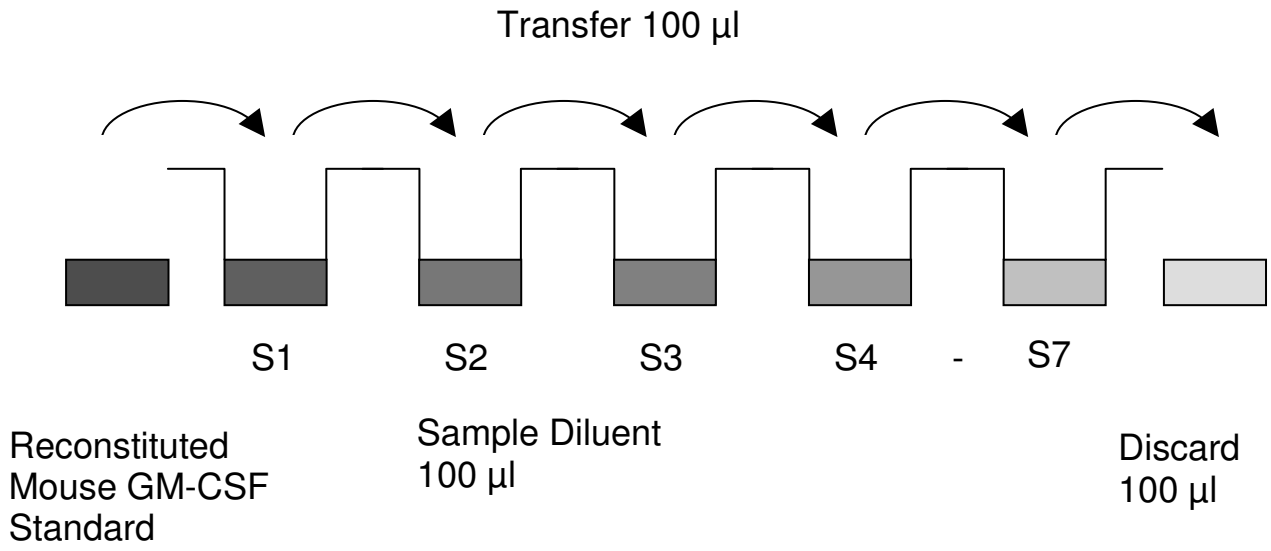 Transfer 100 µl
S1 S2 S3 S4 - S7
Reconstituted
Mouse GM-CSF
Standard
Sample Diluent
100 µl
Discard
100 µl